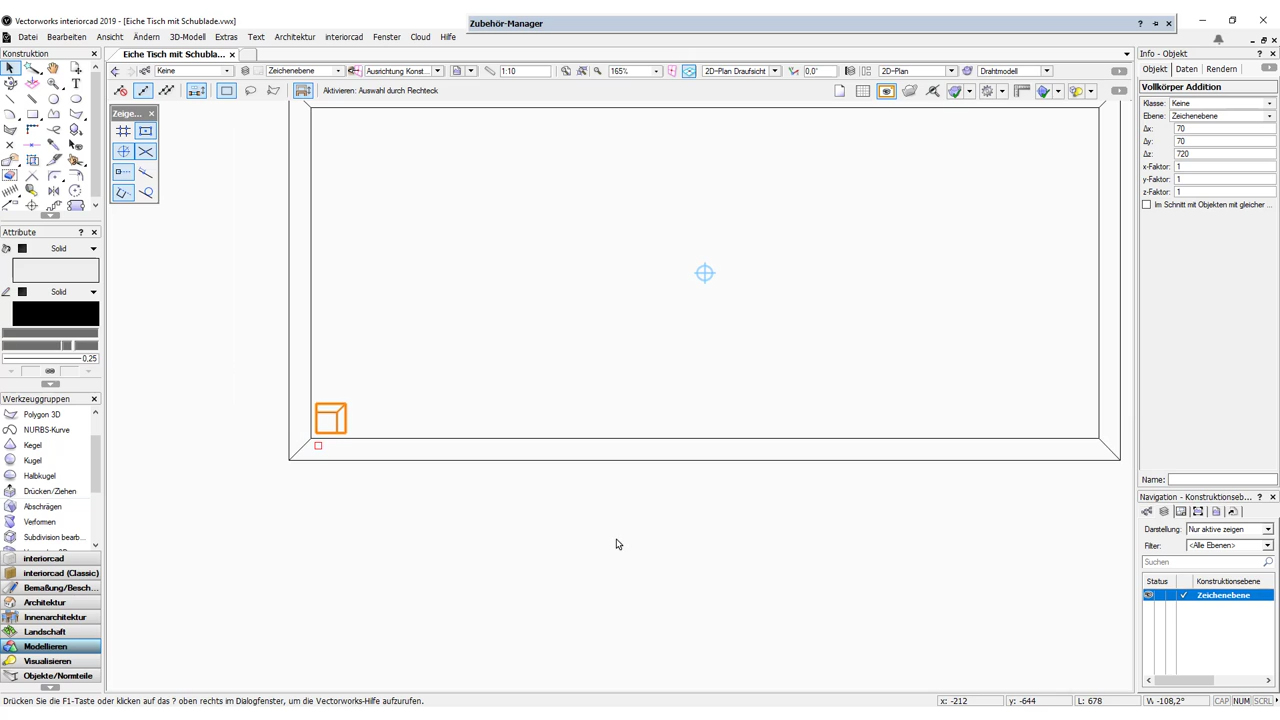 Vectorworks interiorcad 2019 - [Eiche Tisch mit Schublade.vwx]
Zubehör-Manager
?
Datei Bearbeiten Ansicht Ändern 3D-Modell Extras Text Architektur interiorcad Fenster Cloud Hilfe
Konstruktion
Eiche Tisch mit Schubla...
Info - Objekt
Keine
Zeichenebene
Ausrichtung Konst...
1:10
165%
2D-Plan Draufsicht
0,0°
2D-Plan
Drahtmodell
Objekt Daten Rendern
Aktivieren: Auswahl durch Rechteck
Vollkörper Addition
Zeige...
Klasse: Keine
Ebene: Zeichenebene
Δx: 70
Δy: 70
Δz: 720
x-Faktor: 1
y-Faktor: 1
z-Faktor: 1
Im Schnitt mit Objekten mit gleicher ...
Attribute ?
Solid
Solid
0,25
Werkzeuggruppen
Polygon 3D
NURBS-Kurve
Kegel
Kugel
Halbkugel
Drücken/Ziehen
Abschrägen
Verformen
Subdivision bearb...
interiorcad
interiorcad (Classic)
Bemaßung/Besch...
Architektur
Innenarchitektur
Landschaft
Modellieren
Visualisieren
Objekte/Normteile
Name:
Navigation - Konstruktionseb... ?
Darstellung: Nur aktive zeigen
Filter: <Alle Ebenen>
Suchen
Status Konstruktionsebene
Zeichenebene
Drücken Sie die F1-Taste oder klicken auf das ? oben rechts im Dialogfenster, um die Vectorworks-Hilfe aufzurufen.
x: -212 y: -644 L: 678 W -108,2° CAP NUM SCRL